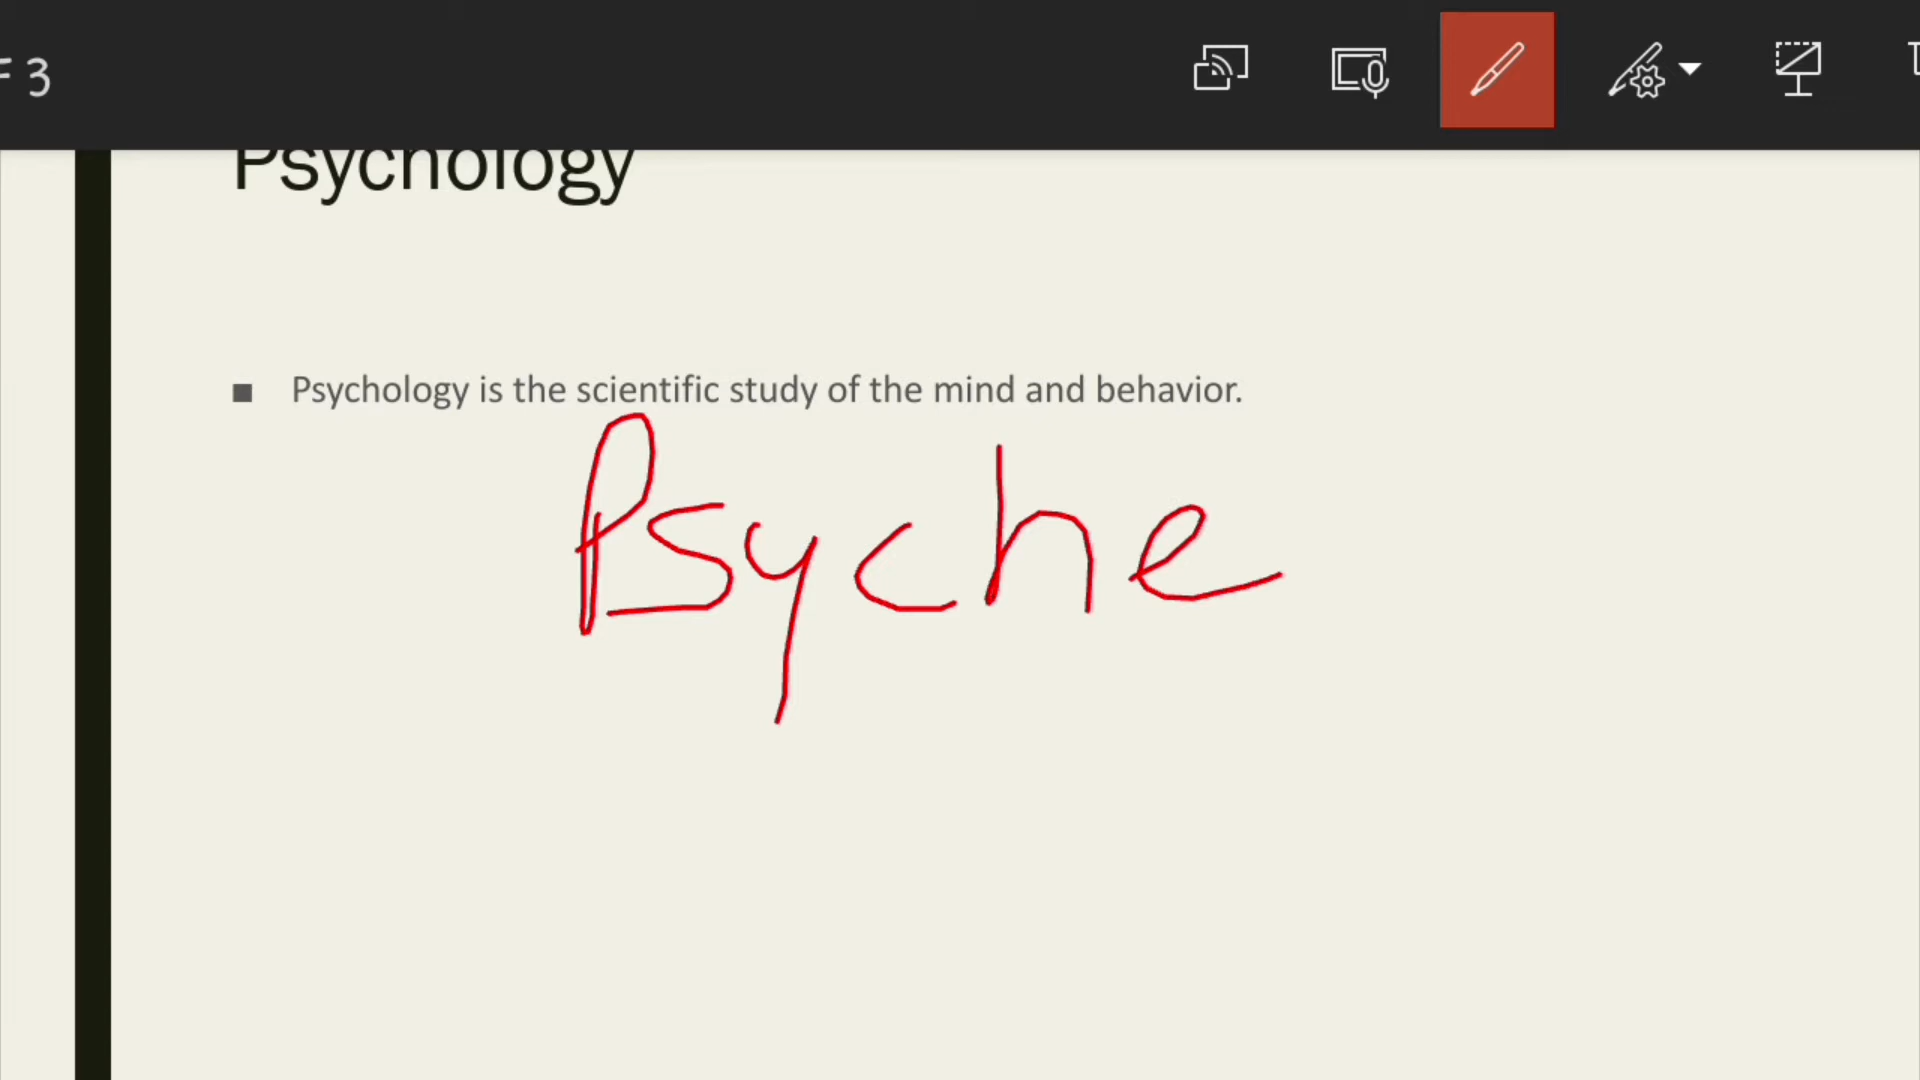 F 3
Psychology
▪ Psychology is the scientific study of the mind and behavior.
Psyche